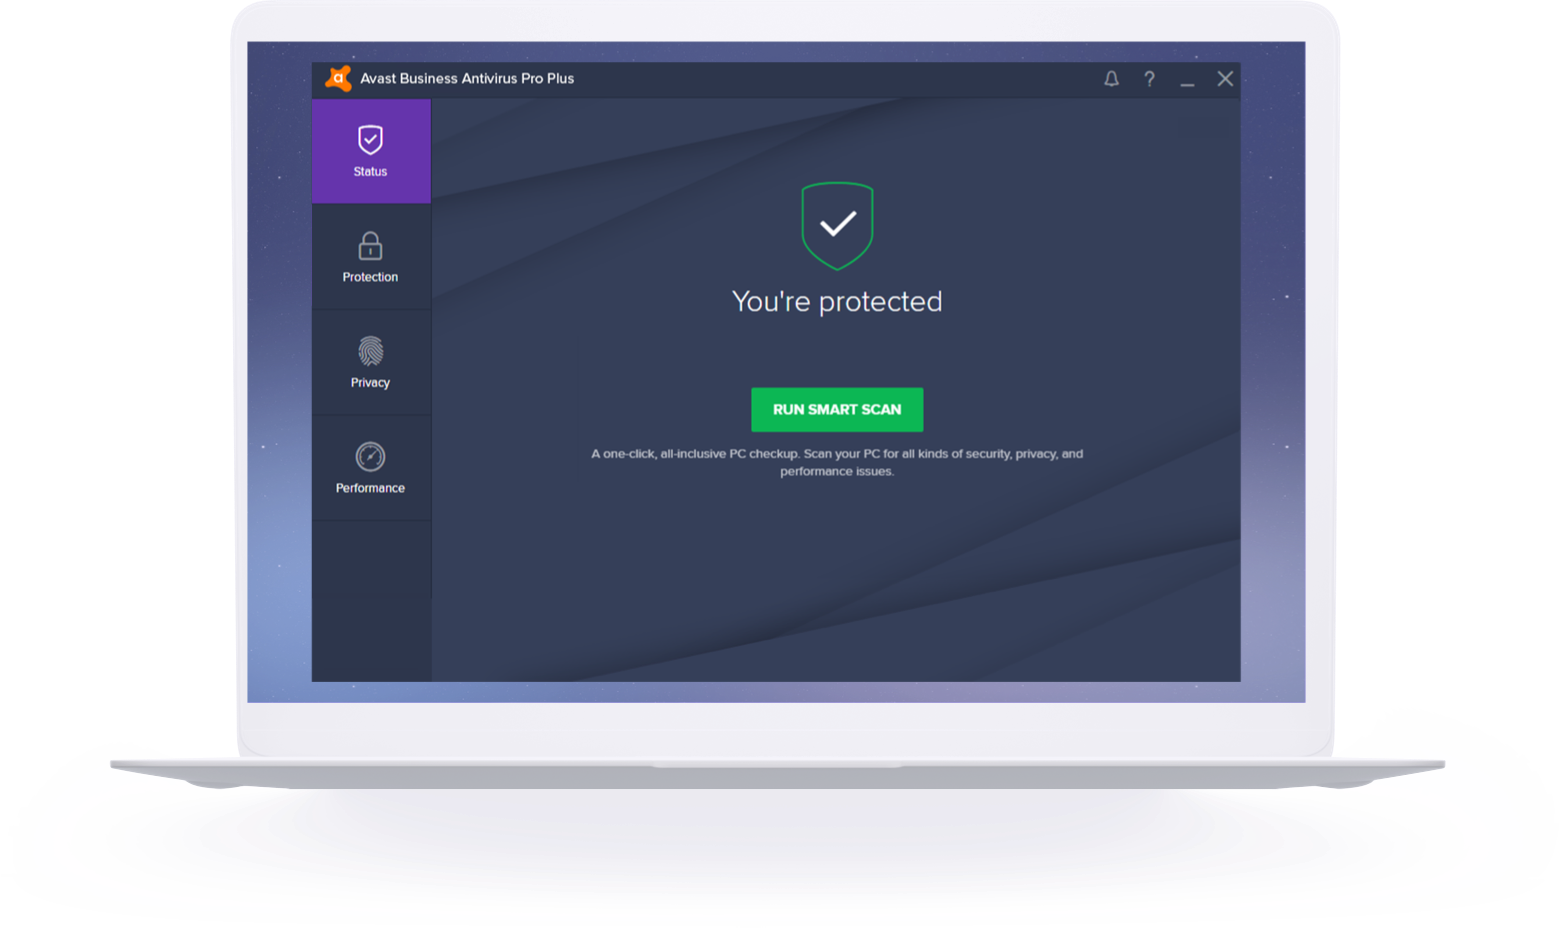 Avast Business Antivirus Pro Plus
Status
Protection
Privacy
Performance
You're protected
RUN SMART SCAN
A one-click, all-inclusive PC checkup. Scan your PC for all kinds of security, privacy, and
performance issues.